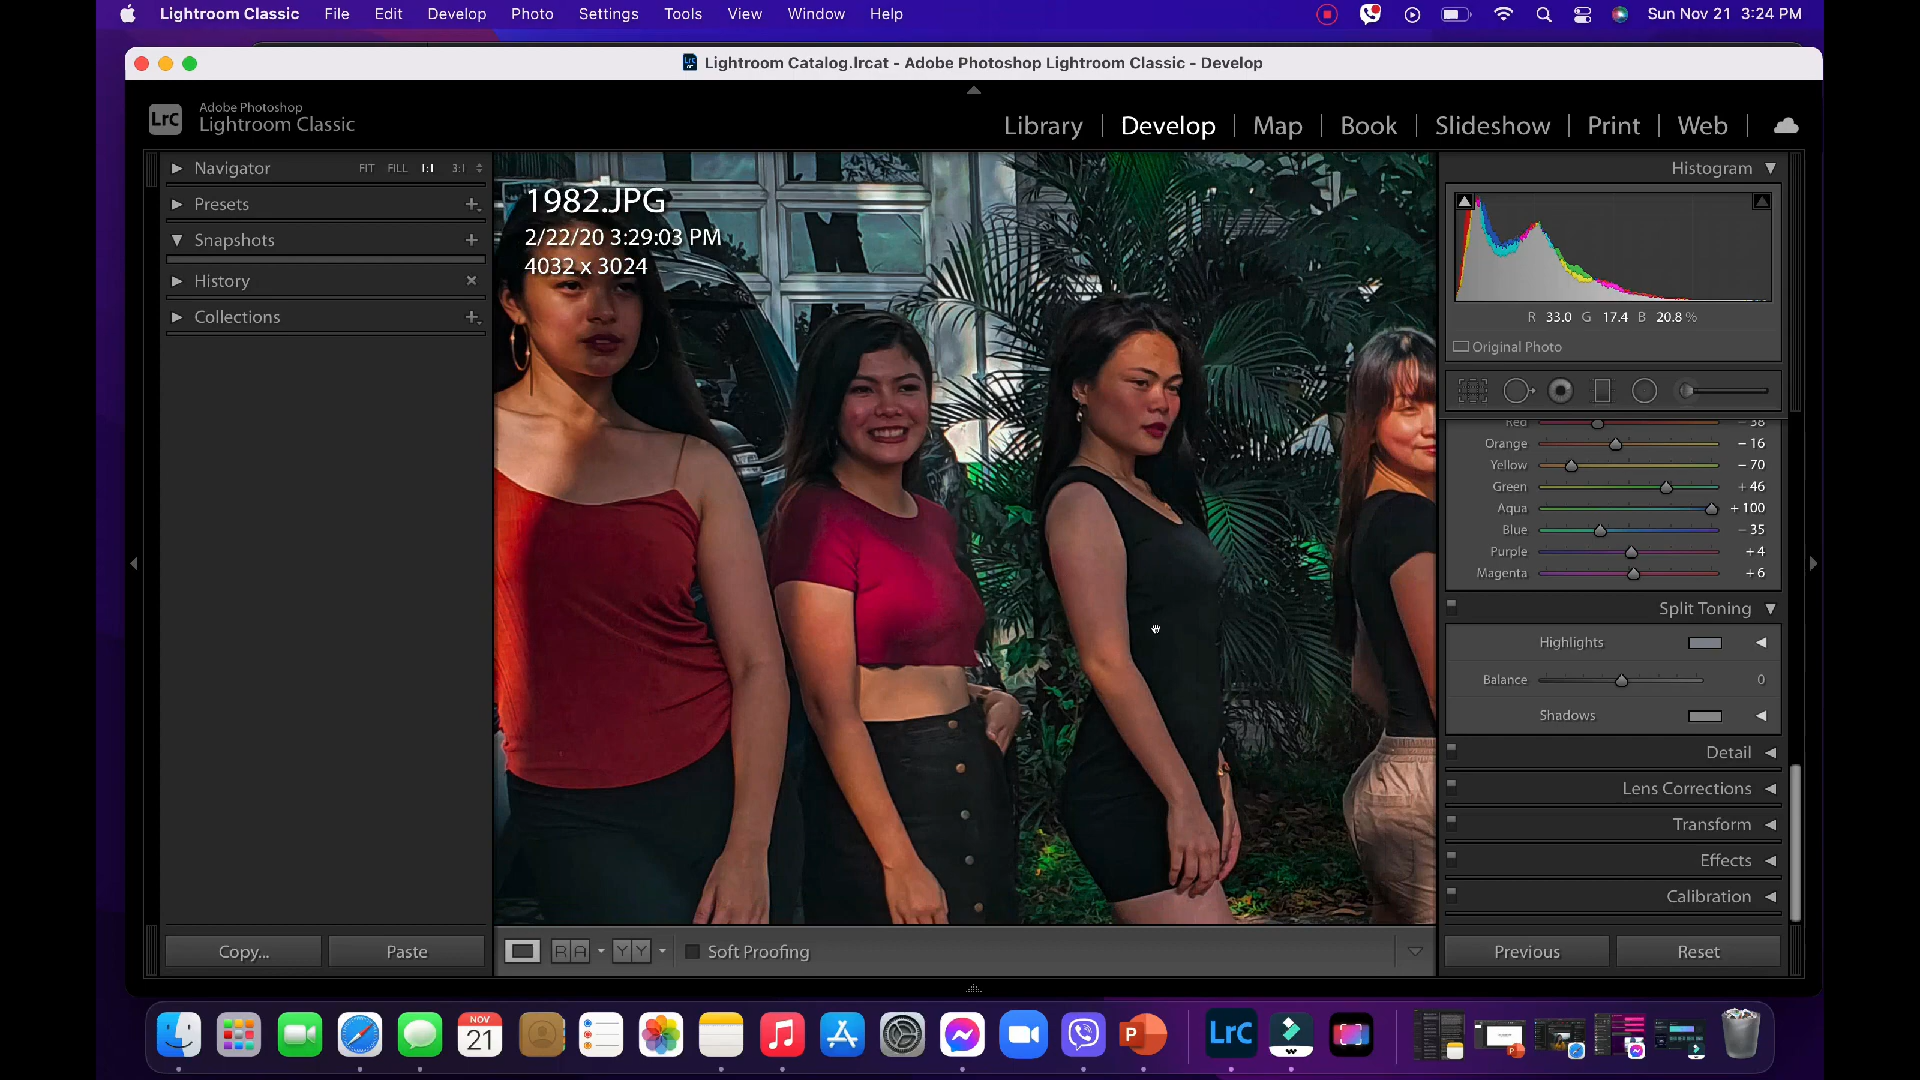 Lightroom Classic File Edit Develop Photo Settings Tools View Window Help Sun Nov 21 3:24 PM
Lightroom Catalog.lrcat - Adobe Photoshop Lightroom Classic - Develop
LrC Adobe Photoshop
Lightroom Classic
Library | Develop | Map | Book | Slideshow | Print | Web
Navigator FIT FILL 1:1 3:1
Presets
Snapshots
History
Collections
1982.JPG
2/22/20 3:29:03 PM
4032 x 3024
Histogram
R 33.0 G 17.4 B 20.8 %
Original Photo
Red - 38
Orange - 16
Yellow - 70
Green + 46
Aqua + 100
Blue - 35
Purple + 4
Magenta + 6
Split Toning
Highlights
Balance 0
Shadows
Detail
Lens Corrections
Transform
Effects
Calibration
Copy... Paste
R A Y Y Soft Proofing
Previous Reset
NOV
21
P
LrC